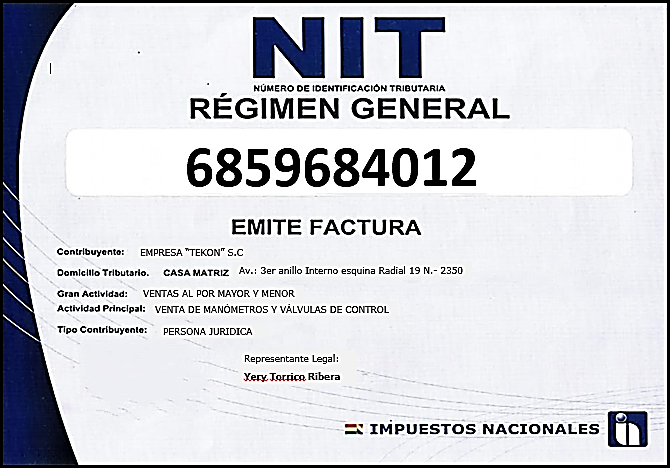 NIT
NÚMERO DE IDENTIFICACIÓN TRIBUTARIA
RÉGIMEN GENERAL
6859684012
EMITE FACTURA
Contribuyente: EMPRESA "TEKON" S.C
Domicilio Tributario. CASA MATRIZ Av.: 3er anillo Interno esquina Radial 19 N.- 2350
Gran Actividad: VENTAS AL POR MAYOR Y MENOR
Actividad Principal: VENTA DE MANÓMETROS Y VÁLVULAS DE CONTROL
Tipo Contribuyente: PERSONA JURIDICA
Representante Legal:
Yery Torrico Ribera
IMPUESTOS NACIONALES